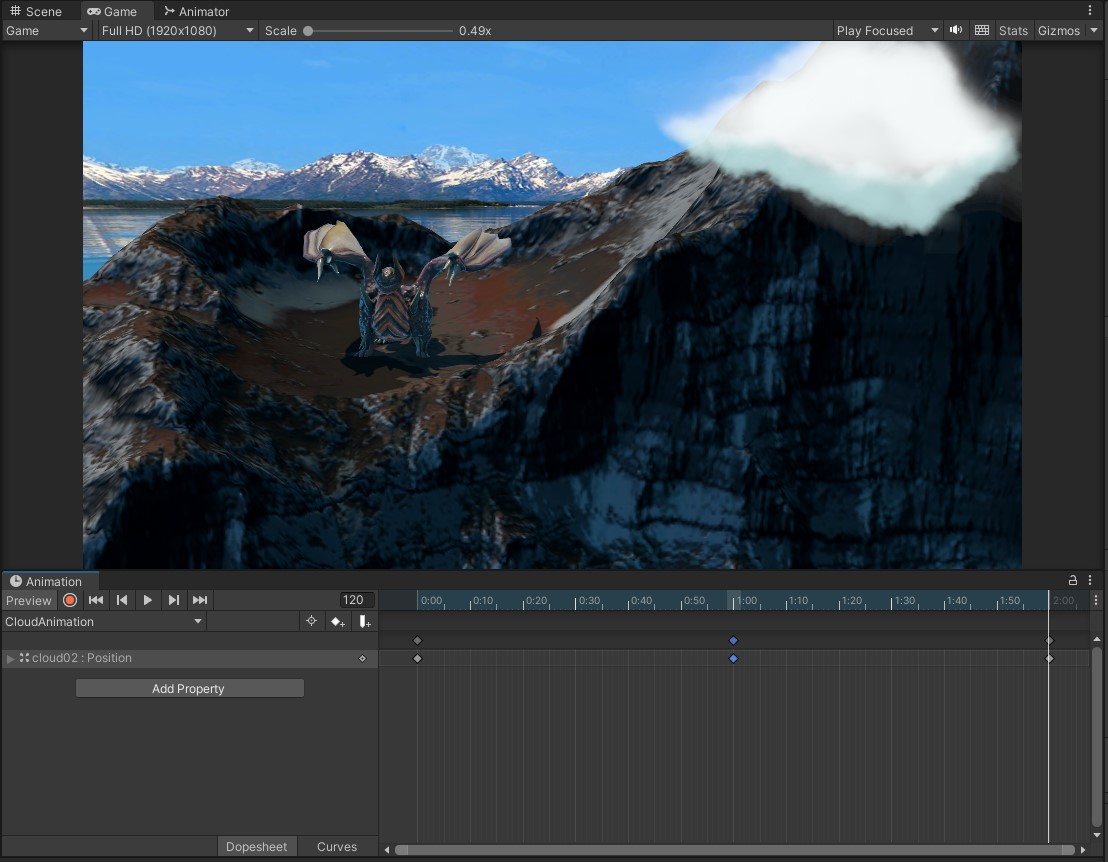 Scene Game Animator
Game Full HD (1920x1080) Scale 0.49x Play Focused Stats Gizmos
Animation
Preview 120 0:00 0:10 0:20 0:30 0:40 0:50 1:00 1:10 1:20 1:30 1:40 1:50 2:00
CloudAnimation
cloud02 : Position
Add Property
Dopesheet Curves